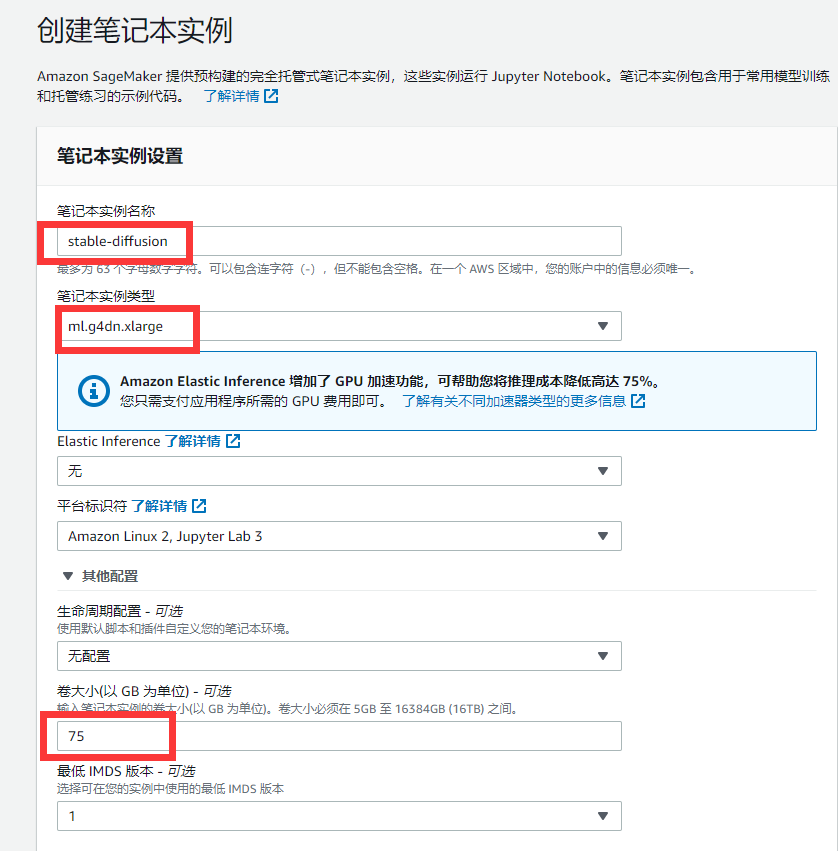 创建笔记本实例
Amazon SageMaker 提供预构建的完全托管式笔记本实例，这些实例运行 Jupyter Notebook。笔记本实例包含用于常用模型训练
和托管练习的示例代码。 了解详情
笔记本实例设置
笔记本实例名称
stable-diffusion
最多为 63 个字母数字字符。可以包含连字符 (-)，但不能包含空格。在一个 AWS 区域中，您的账户中的信息必须唯一。
笔记本实例类型
ml.g4dn.xlarge
Amazon Elastic Inference 增加了 GPU 加速功能，可帮助您将推理成本降低高达 75%。
您只需支付应用程序所需的 GPU 费用即可。 了解有关不同加速器类型的更多信息
Elastic Inference 了解详情
无
平台标识符 了解详情
Amazon Linux 2, Jupyter Lab 3
其他配置
生命周期配置 - 可选
使用默认脚本和插件自定义您的笔记本环境。
无配置
卷大小(以 GB 为单位) - 可选
输入笔记本实例的卷大小(以 GB 为单位)。卷大小必须在 5GB 至 16384GB (16TB) 之间。
75
最低 IMDS 版本 - 可选
选择可在您的实例中使用的最低 IMDS 版本
1